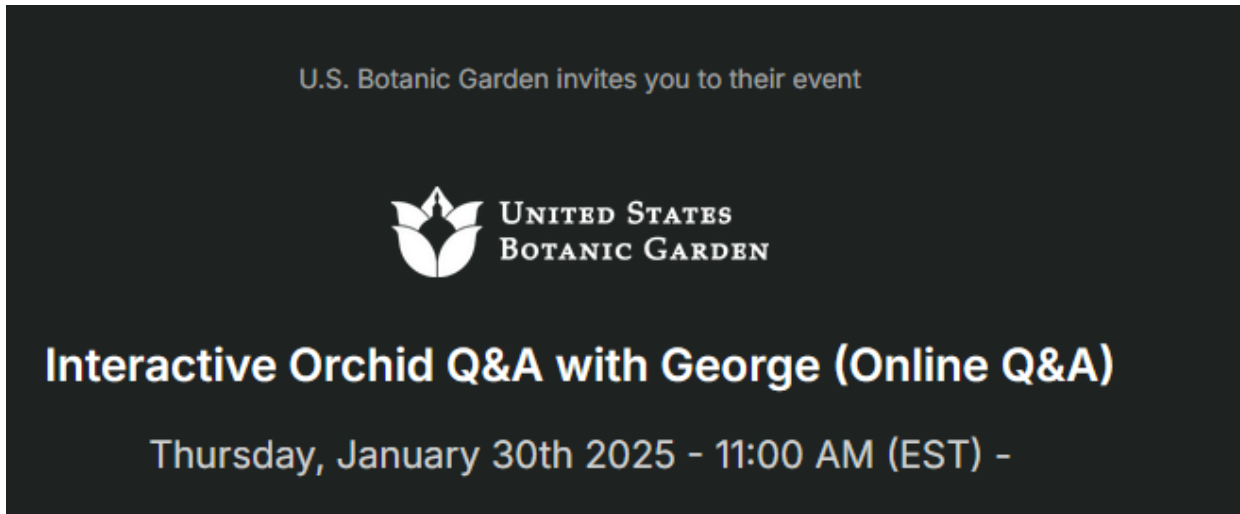 U.S. Botanic Garden invites you to their event
UNITED STATES
BOTANIC GARDEN
Interactive Orchid Q&A with George (Online Q&A)
Thursday, January 30th 2025 - 11:00 AM (EST) -